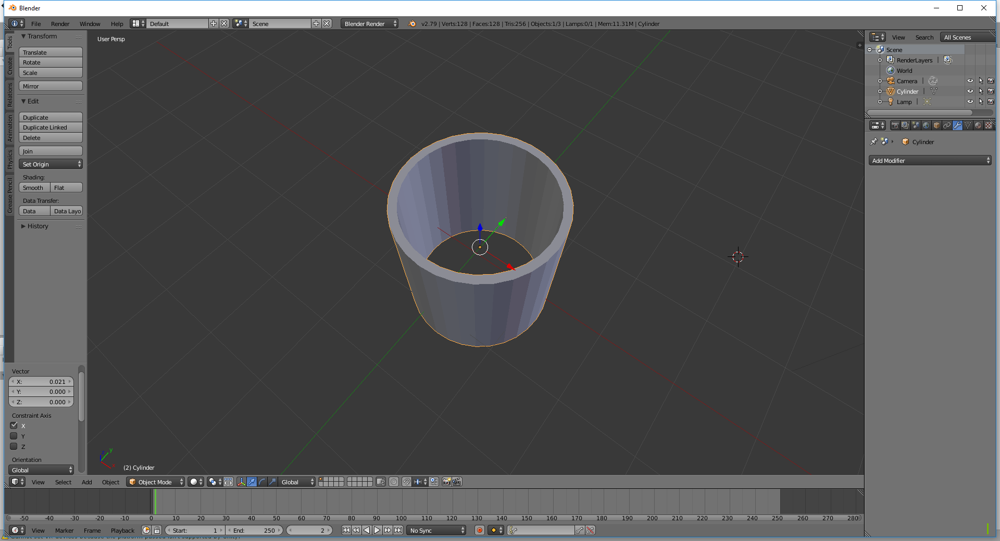 Blender
File Render Window Help Default Scene Blender Render v2.79 | Verts:128 | Faces:128 | Tris:256 | Objects:1/3 | Lamps:0/1 | Mem:11.31M | Cylinder
Tools
Create
Relations
Animation
Physics
Grease Pencil
Transform
Translate
Rotate
Scale
Mirror
Edit
Duplicate
Duplicate Linked
Delete
Join
Set Origin
Shading:
Smooth Flat
Data Transfer:
Data Data Layo
History
Vector
X: 0.021
Y: 0.000
Z: 0.000
Constraint Axis
X
Y
Z
Orientation
Global
User Persp
z y x
(2) Cylinder
View Search All Scenes
Scene
RenderLayers |
World
Camera |
Cylinder |
Lamp |
Cylinder
Add Modifier
View Select Add Object Object Mode Global
-50 -40 -30 -20 -10 0 10 20 30 40 50 60 70 80 90 100 110 120 130 140 150 160 170 180 190 200 210 220 230 240 250 260 270 280
View Marker Frame Playback Start: 1 End: 250 2 No Sync